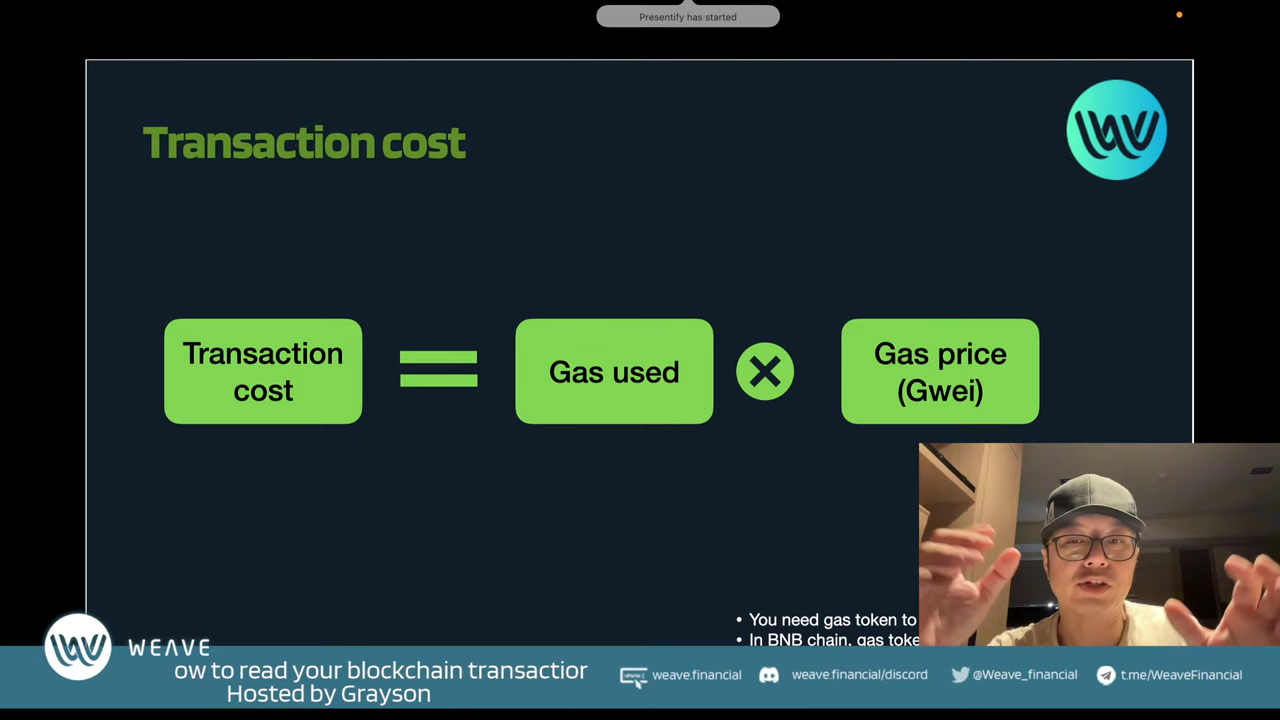 Presentify has started
Transaction cost
Transaction
cost
Gas used
Gas price
(Gwei)
• You need gas token to
• In BNB chain, gas toke
WEAVE
ow to read your blockchain transaction
Hosted by Grayson
weave.financial
weave.financial/discord
@Weave_financial
t.me/WeaveFinancial